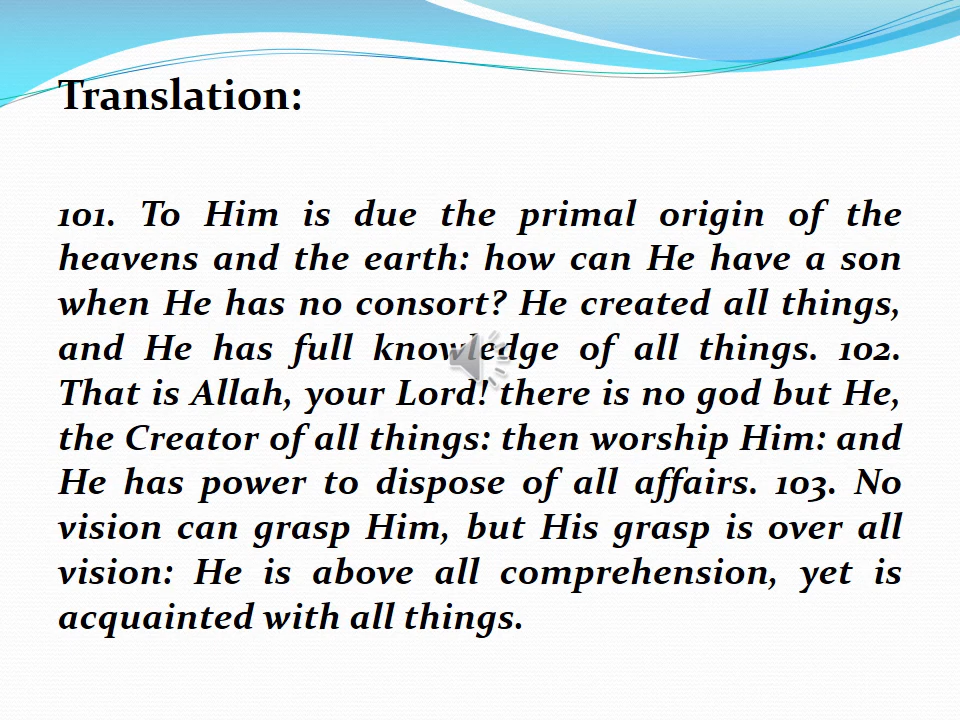 Translation:
101. To Him is due the primal origin of the
heavens and the earth: how can He have a son
when He has no consort? He created all things,
and He has full knowledge of all things. 102.
That is Allah, your Lord! there is no god but He,
the Creator of all things: then worship Him: and
He has power to dispose of all affairs. 103. No
vision can grasp Him, but His grasp is over all
vision: He is above all comprehension, yet is
acquainted with all things.